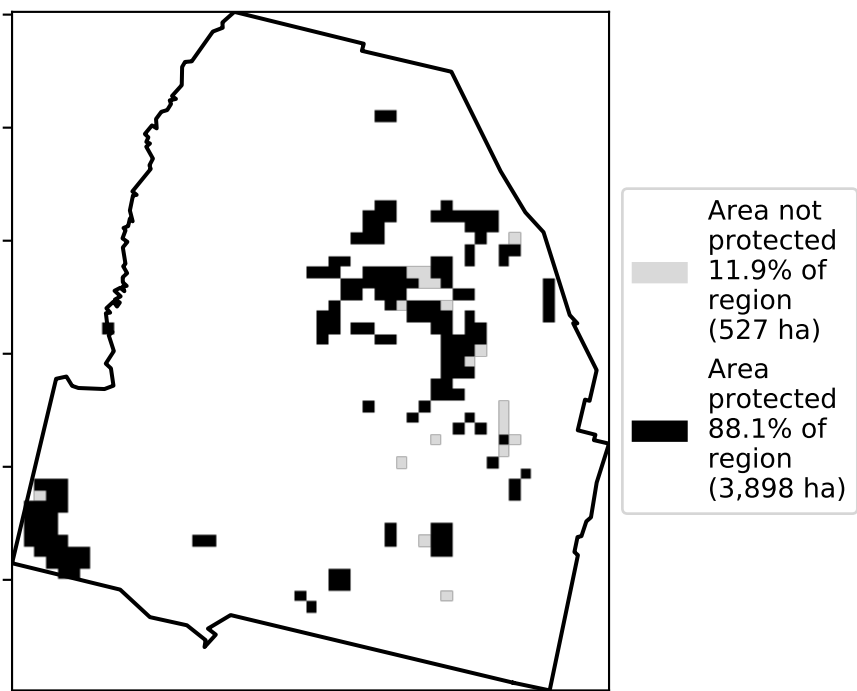 Area not
protected
11.9% of
region
(527 ha)
Area
protected
88.1% of
region
(3,898 ha)